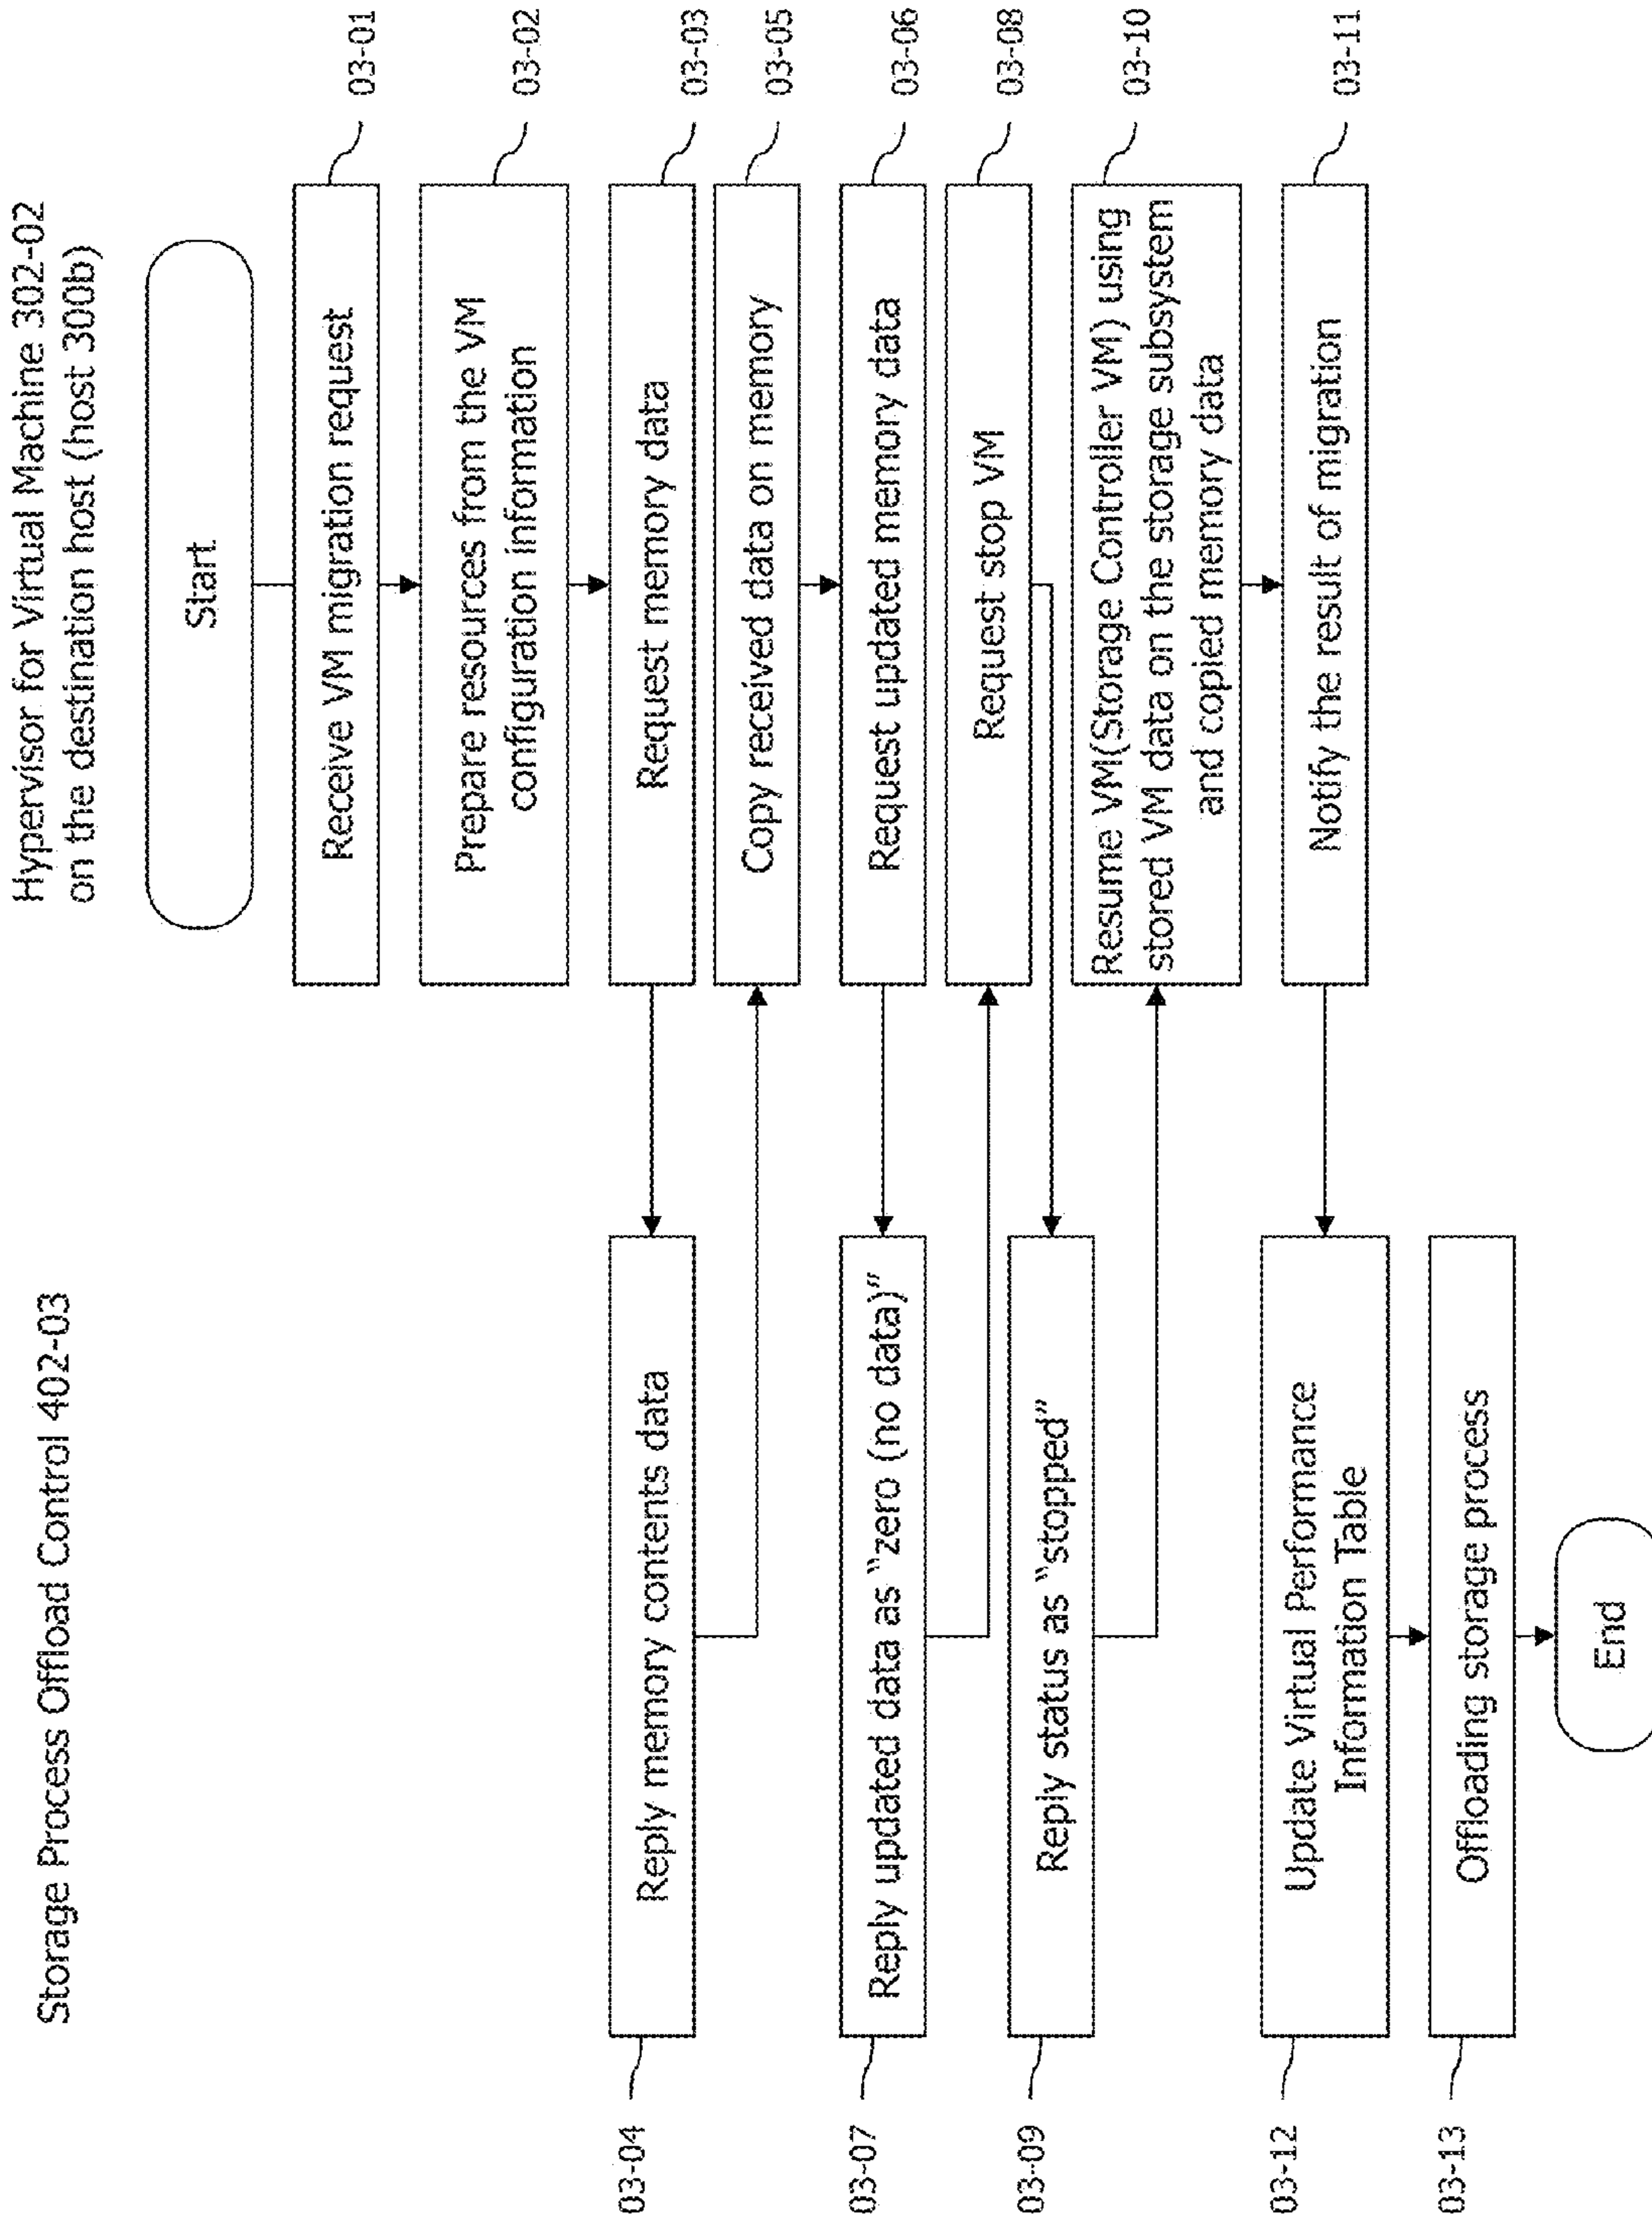 Storage Process Offload Control 402-03
Hypervisor for Virtual Machine 302-02
on the destination host (host 300b)
Start
Receive VM migration request
03-01
Prepare resources from the VM
configuration information
03-02
Request memory data
03-03
03-04
Reply memory contents data
Copy received data on memory
03-05
Request updated memory data
03-06
03-07
Reply updated data as “zero (no data)”
Request stop VM
03-08
03-09
Reply status as “stopped”
Resume VM(Storage Controller VM) using
stored VM data on the storage subsystem
and copied memory data
03-10
Notify the result of migration
03-11
03-12
Update Virtual Performance
Information Table
03-13
Offloading storage process
End